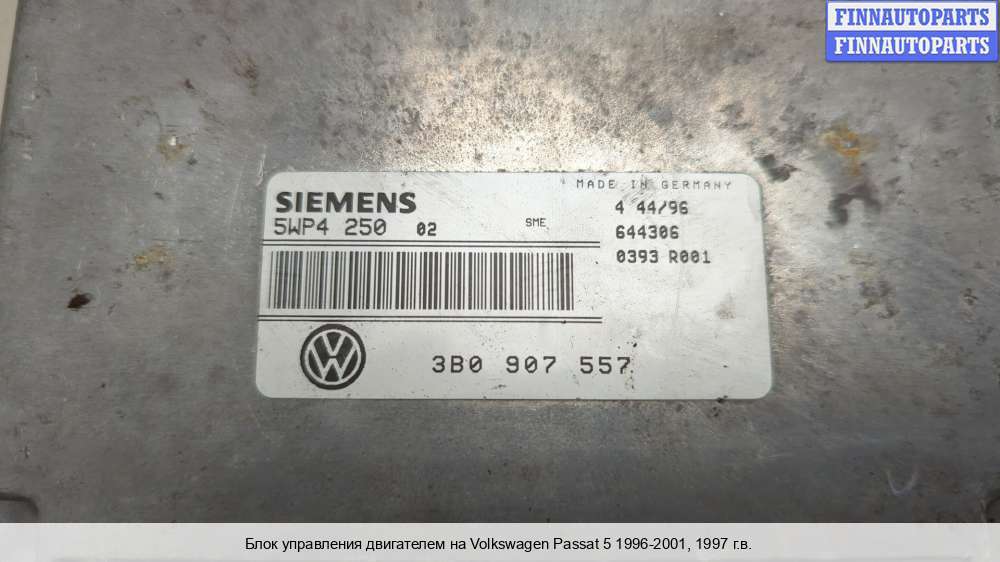 FINNAUTOPARTS
FINNAUTOPARTS
MADE IN GERMANY
SIEMENS
5WP4 250 02 SME
4 44/96
644306
0393 R001
VW
3B0 907 557
Блок управления двигателем на Volkswagen Passat 5 1996-2001, 1997 г.в.